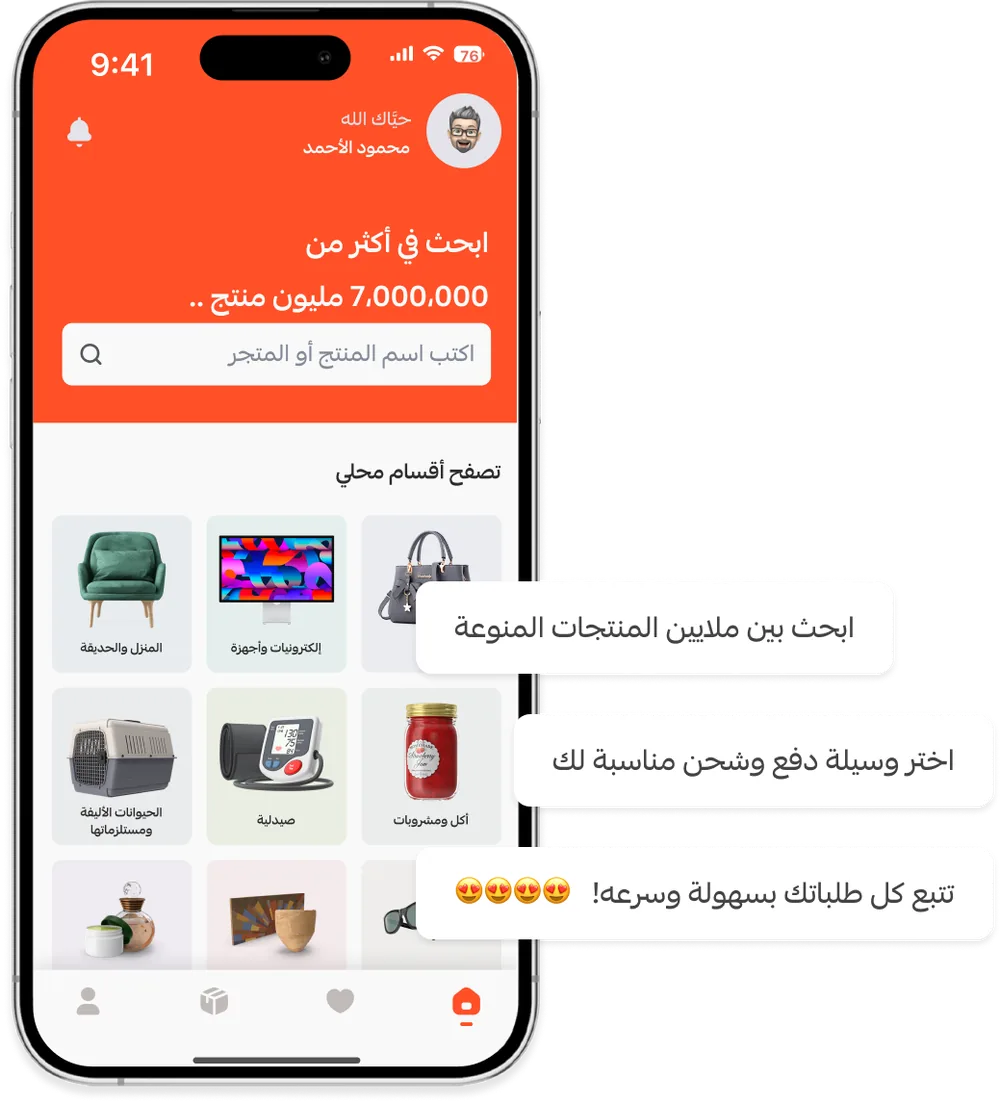 9:41
76
حيَّاك الله
محمود الأحمد
ابحث في أكثر من
7,000,000 مليون منتج ..
اكتب اسم المنتج أو المتجر
تصفح أقسام محلي
إلكترونيات وأجهزة
المنزل والحديقة
ابحث بين ملايين المنتجات المنوعة
أكل ومشروبات
صيدلية
الحيوانات الأليفة
ومستلزماتها
اختر وسيلة دفع وشحن مناسبة لك
تتبع كل طلباتك بسهولة وسرعه! 😍😍😍😍